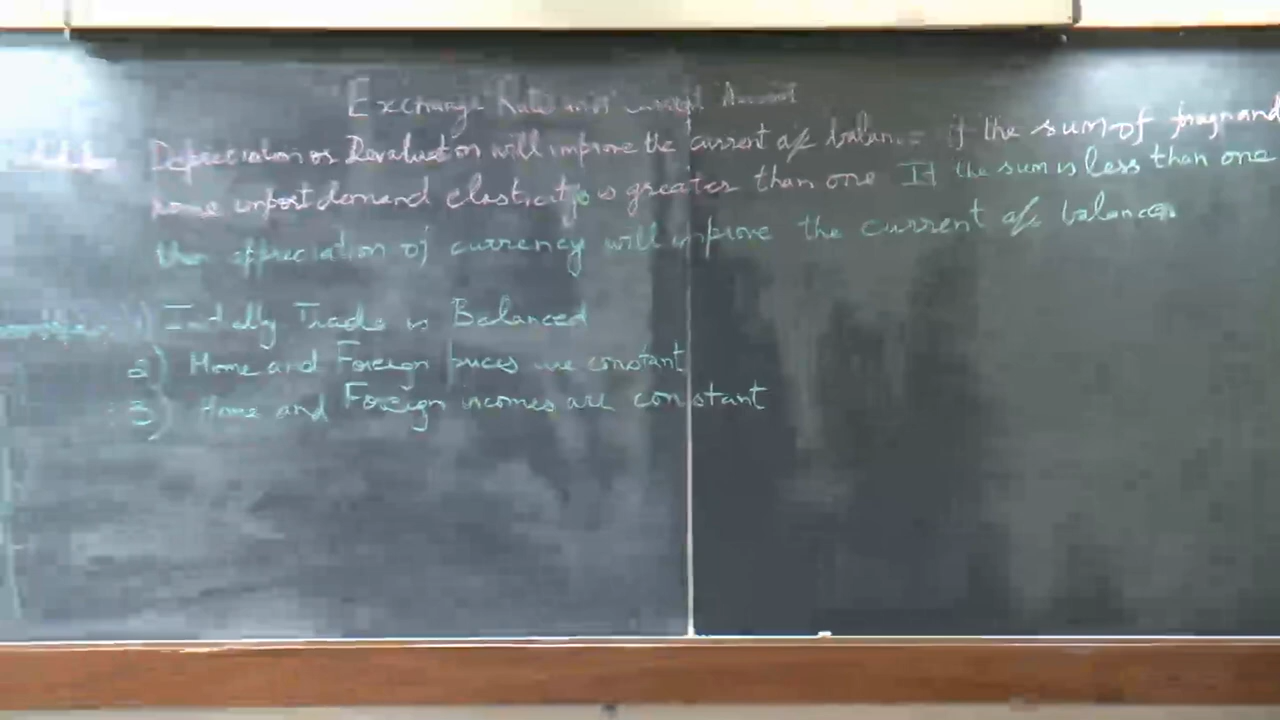 Exchange Rate and Current Account
Depreciation or Devaluation will improve the current a/c balance if the sum of foreign and
home import demand elasticity is greater than one If the sum is less than one
then appreciation of currency will improve the current a/c balance.
1) Initially Trade is Balanced
2) Home and Foreign prices are constant
3) Home and Foreign incomes are constant